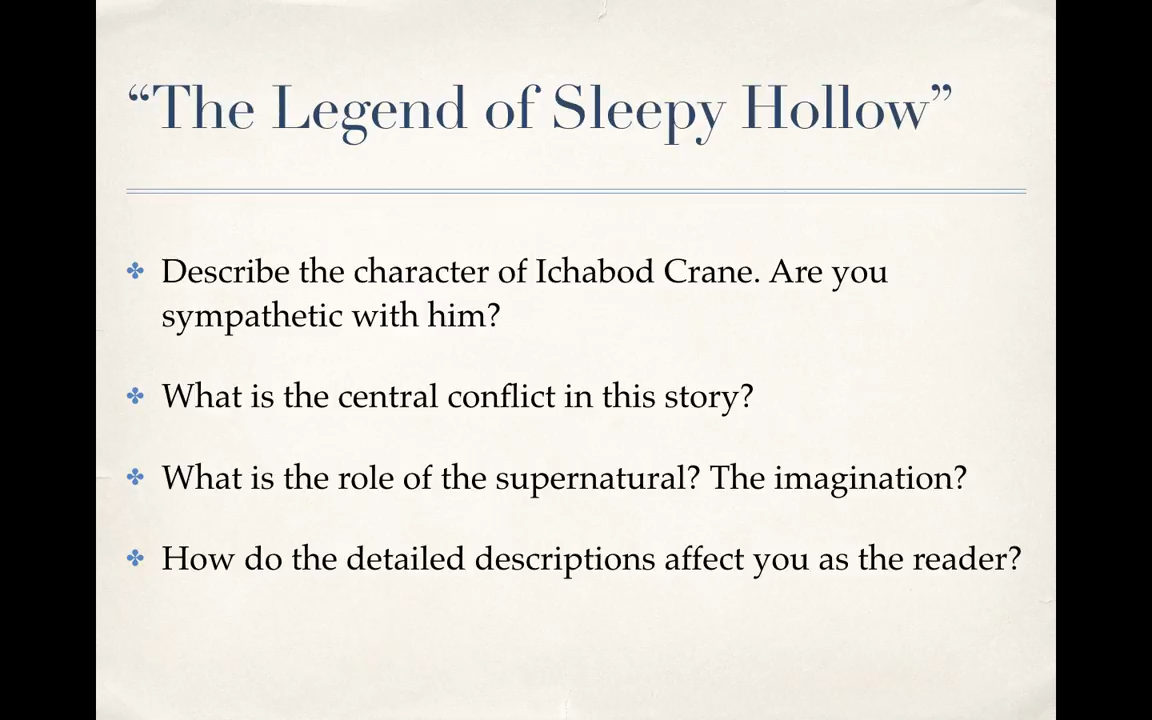 “The Legend of Sleepy Hollow”
✤ Describe the character of Ichabod Crane. Are you
sympathetic with him?
✤ What is the central conflict in this story?
✤ What is the role of the supernatural? The imagination?
✤ How do the detailed descriptions affect you as the reader?